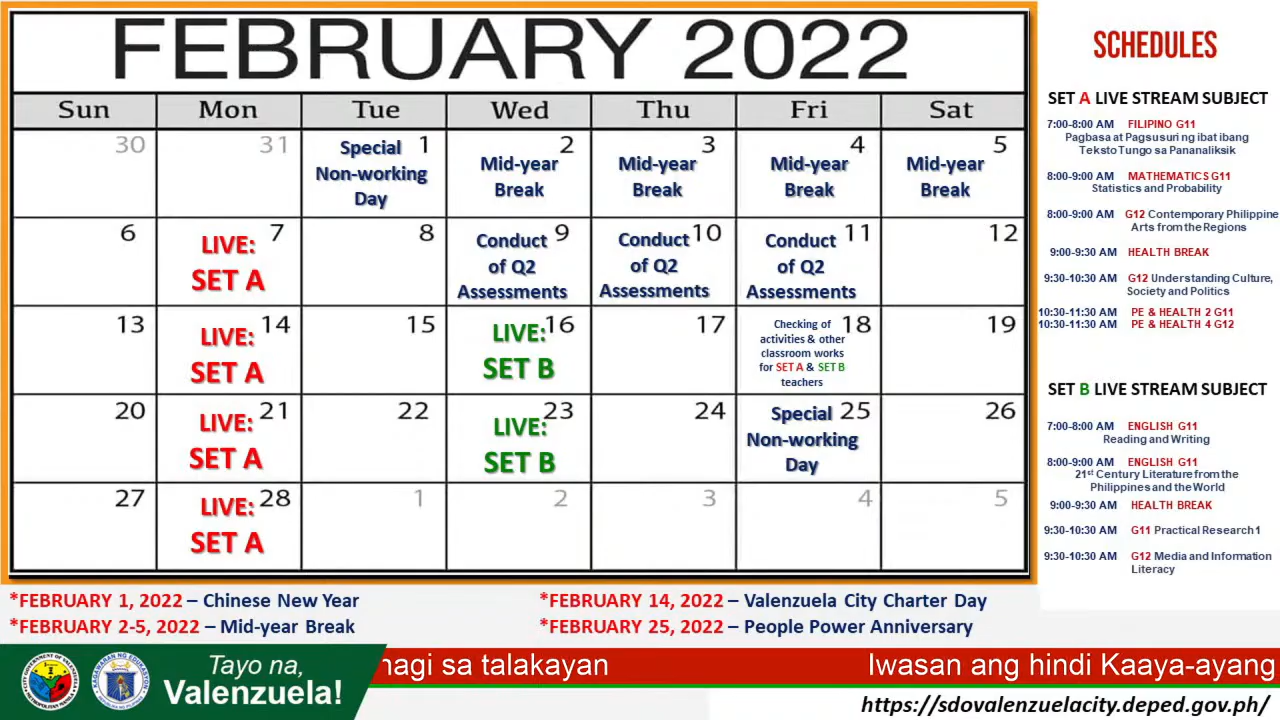 FEBRUARY 2022
Sun Mon Tue Wed Thu Fri Sat
30 31 1 2 3 4 5
Special
Non-working
Day
Mid-year
Break
Mid-year
Break
Mid-year
Break
Mid-year
Break
6 7 8 9 10 11 12
LIVE:
SET A
Conduct
of Q2
Assessments
Conduct
of Q2
Assessments
Conduct
of Q2
Assessments
13 14 15 16 17 18 19
LIVE:
SET A
LIVE:
SET B
Checking of
activities & other
classroom works
for SET A & SET B
teachers
20 21 22 23 24 25 26
LIVE:
SET A
LIVE:
SET B
Special
Non-working
Day
27 28 1 2 3 4 5
LIVE:
SET A
*FEBRUARY 1, 2022 – Chinese New Year
*FEBRUARY 2-5, 2022 – Mid-year Break
*FEBRUARY 14, 2022 – Valenzuela City Charter Day
*FEBRUARY 25, 2022 – People Power Anniversary
SCHEDULES
SET A LIVE STREAM SUBJECT
7:00-8:00 AM FILIPINO G11
Pagbasa at Pagsusuri ng ibat ibang
Teksto Tungo sa Pananaliksik
8:00-9:00 AM MATHEMATICS G11
Statistics and Probability
8:00-9:00 AM G12 Contemporary Philippine
Arts from the Regions
9:00-9:30 AM HEALTH BREAK
9:30-10:30 AM G12 Understanding Culture,
Society and Politics
10:30-11:30 AM PE & HEALTH 2 G11
10:30-11:30 AM PE & HEALTH 4 G12
SET B LIVE STREAM SUBJECT
7:00-8:00 AM ENGLISH G11
Reading and Writing
8:00-9:00 AM ENGLISH G11
21st Century Literature from the
Philippines and the World
9:00-9:30 AM HEALTH BREAK
9:30-10:30 AM G11 Practical Research 1
9:30-10:30 AM G12 Media and Information
Literacy
Tayo na,
Valenzuela!
hagi sa talakayan Iwasan ang hindi Kaaya-ayang
https://sdovalenzuelacity.deped.gov.ph/